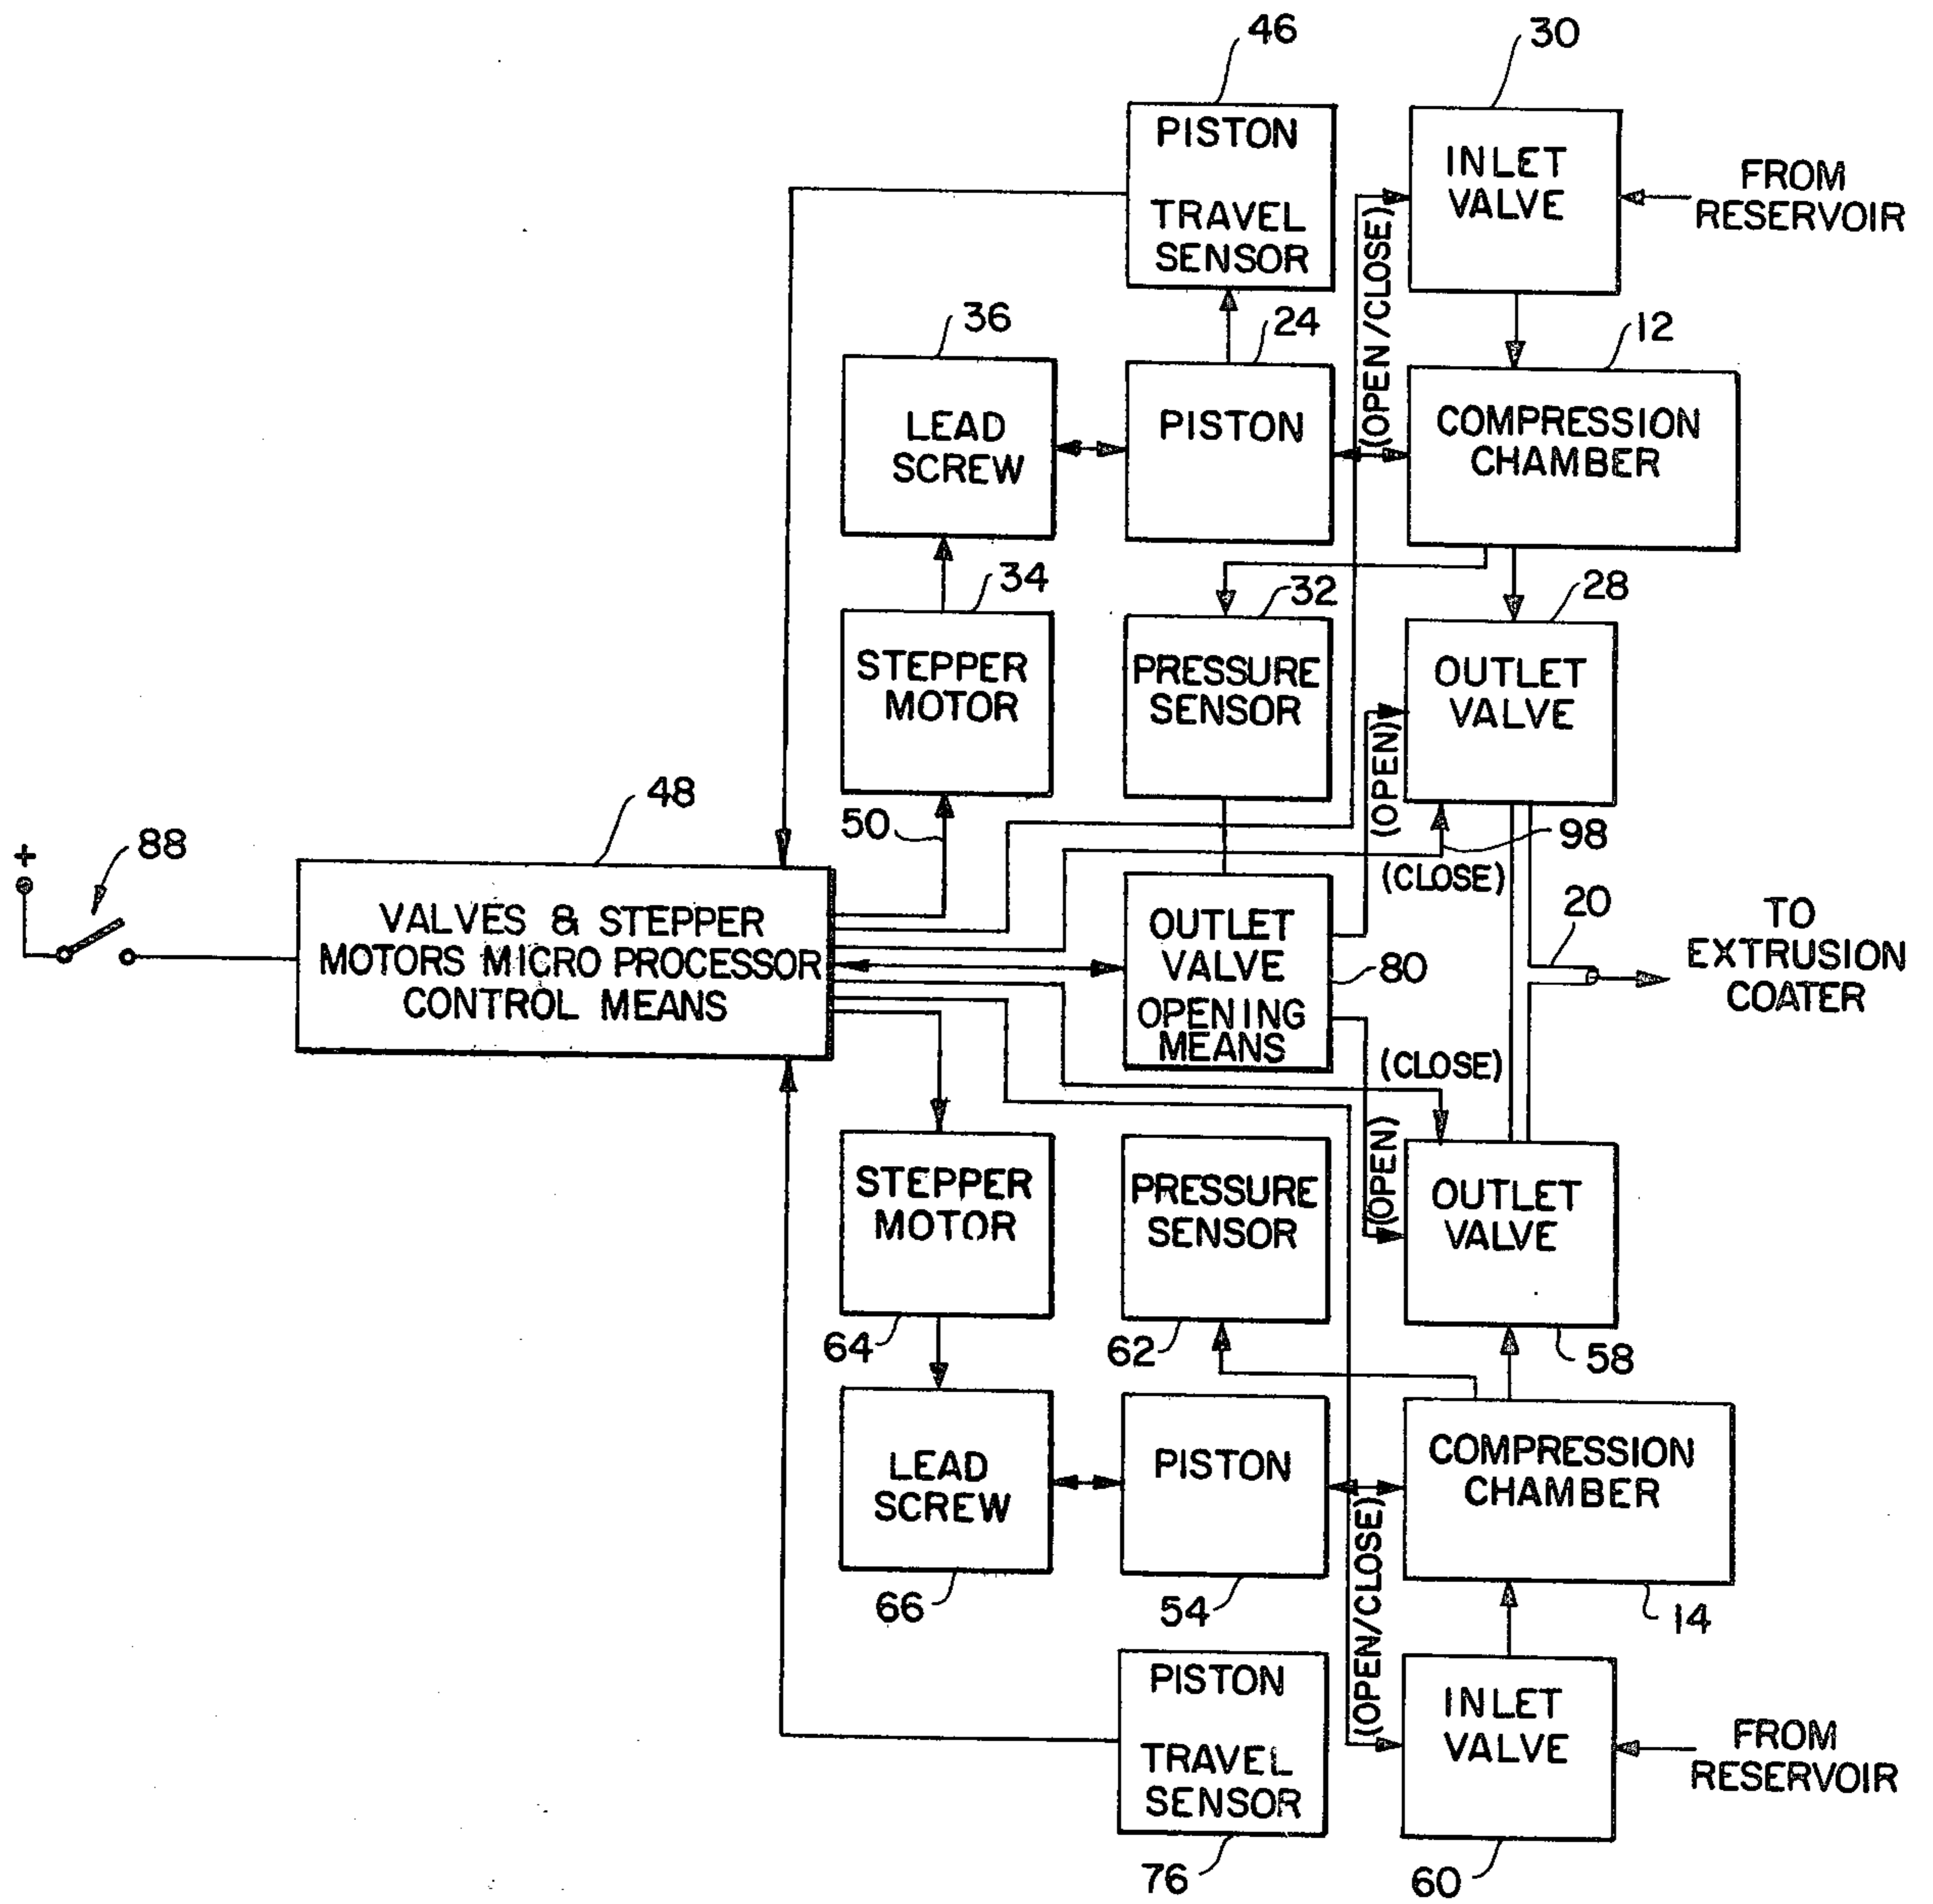 46
30
PISTON
TRAVEL
SENSOR
INLET
VALVE
FROM
RESERVOIR
(OPEN/CLOSE)
36
24
12
LEAD
SCREW
PISTON
COMPRESSION
CHAMBER
34
32
28
STEPPER
MOTOR
PRESSURE
SENSOR
OUTLET
VALVE
(OPEN)
48
50
98
(CLOSE)
+
88
VALVES & STEPPER
MOTORS MICRO PROCESSOR
CONTROL MEANS
OUTLET
VALVE
OPENING
MEANS
80
20
TO
EXTRUSION
COATER
(CLOSE)
(OPEN)
STEPPER
MOTOR
PRESSURE
SENSOR
OUTLET
VALVE
64
62
58
LEAD
SCREW
PISTON
COMPRESSION
CHAMBER
66
54
14
(OPEN/CLOSE)
PISTON
TRAVEL
SENSOR
INLET
VALVE
FROM
RESERVOIR
76
60